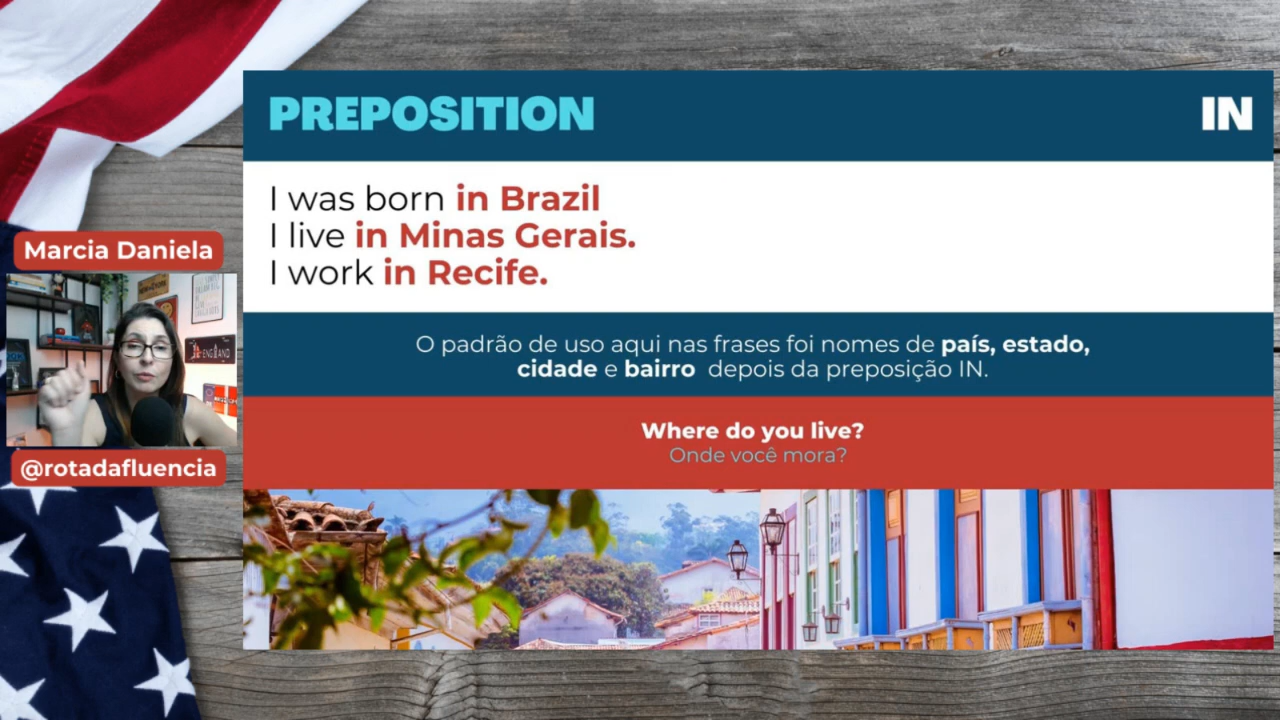 PREPOSITION
IN
I was born in Brazil
I live in Minas Gerais.
I work in Recife.
Marcia Daniela
@rotadafluencia
O padrão de uso aqui nas frases foi nomes de país, estado,
cidade e bairro depois da preposição IN.
Where do you live?
Onde você mora?